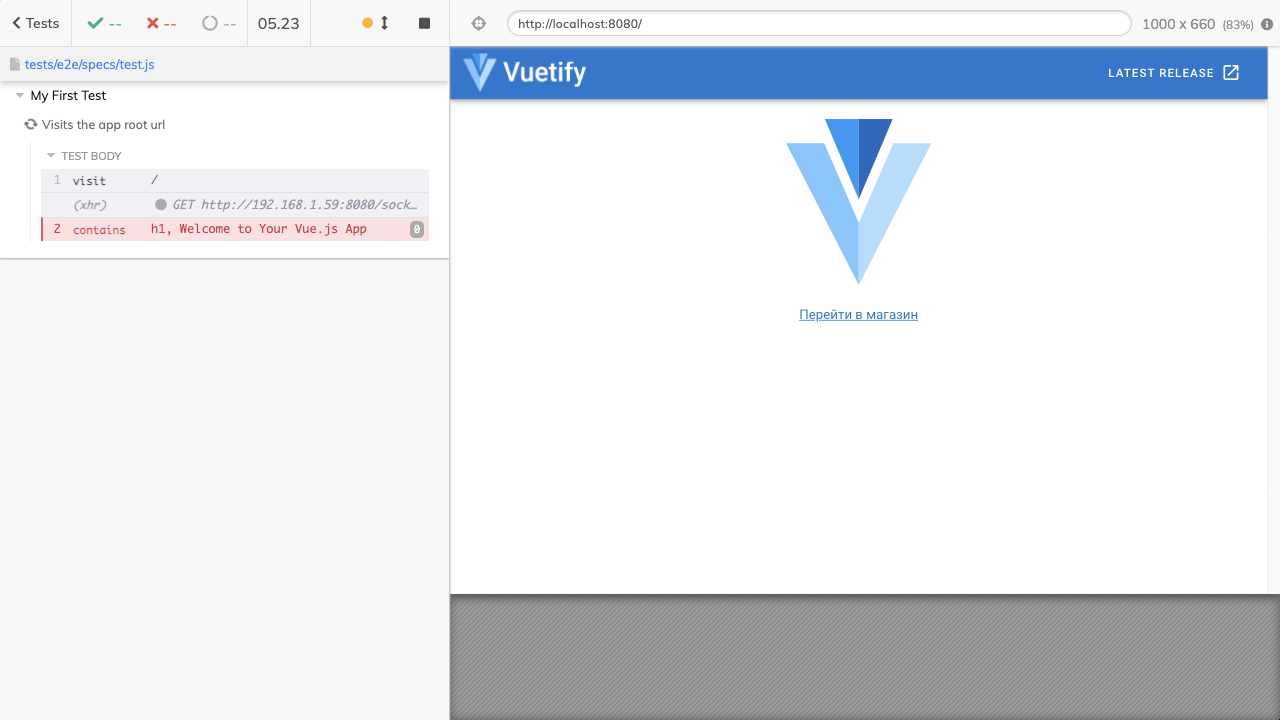 Tests
--
--
--
05.23
http://localhost:8080/
1000 x 660 (83%)
tests/e2e/specs/test.js
My First Test
Visits the app root url
TEST BODY
1 visit /
(xhr) GET http://192.168.1.59:8080/sock…
2 contains h1, Welcome to Your Vue.js App 0
Vuetify
LATEST RELEASE
Перейти в магазин